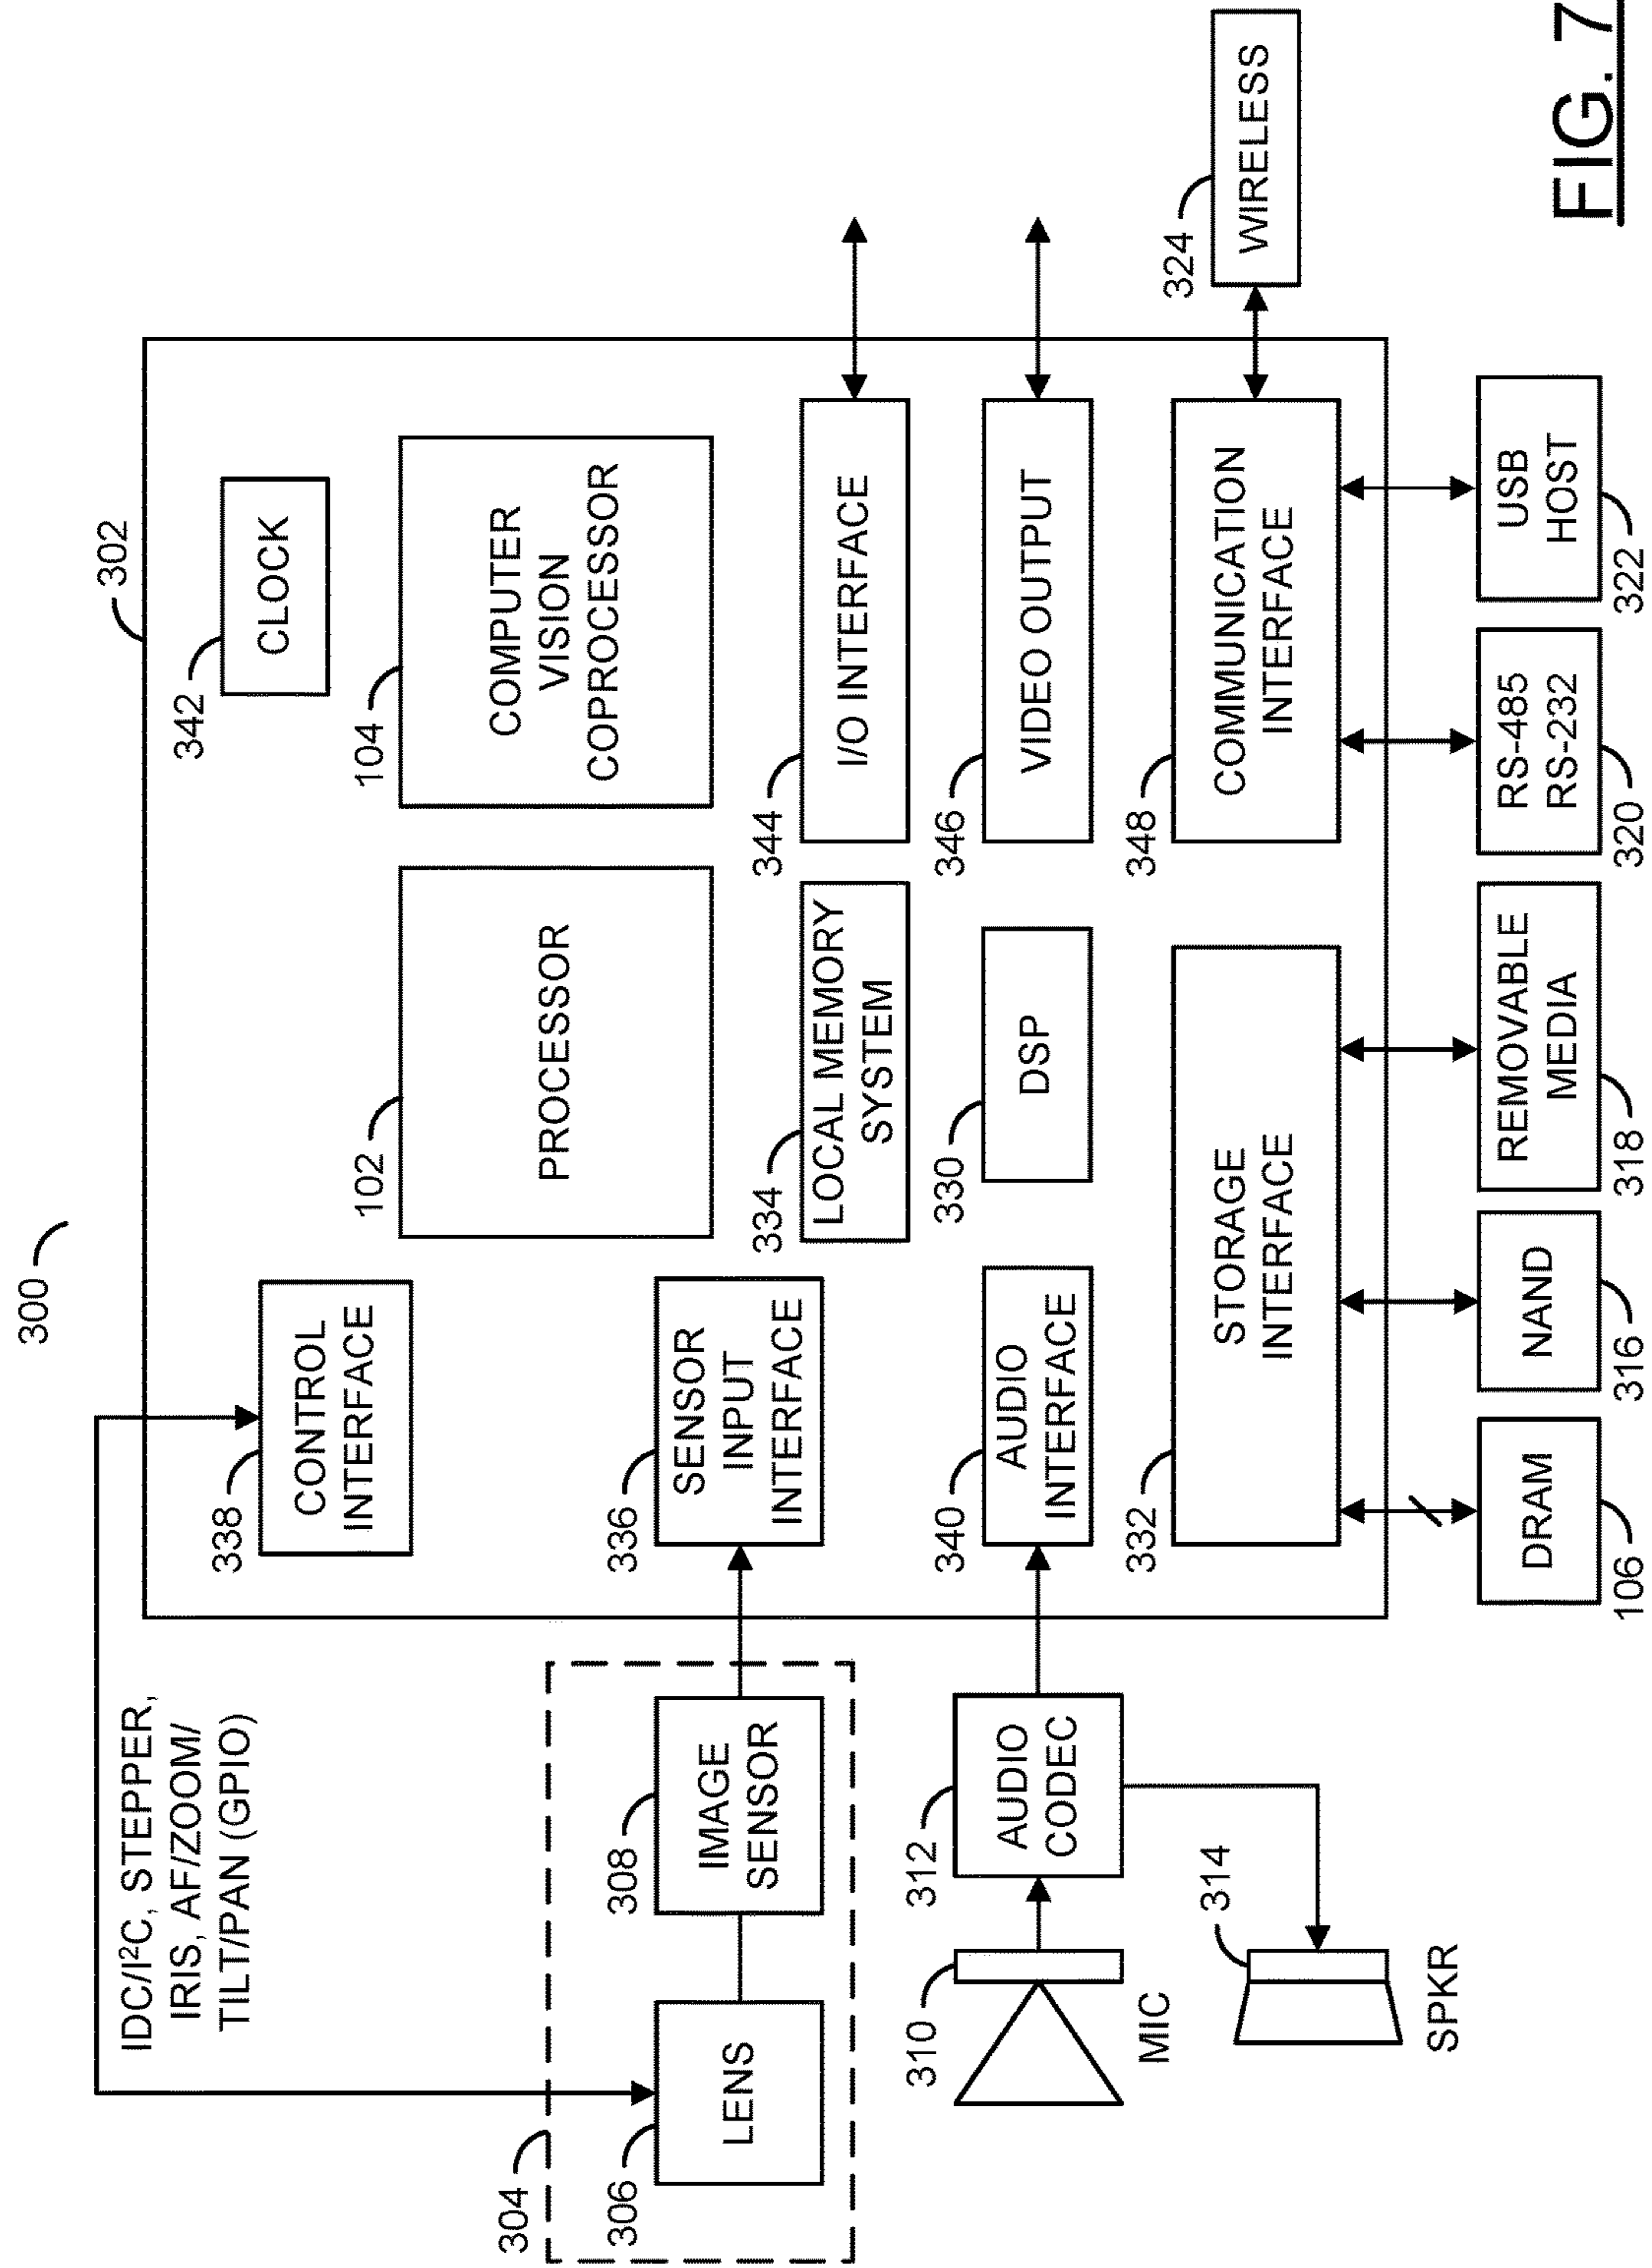 300
302
IDC/I²C, STEPPER,
IRIS, AF/ZOOM/
TILT/PAN (GPIO)
338
CONTROL
INTERFACE
342
CLOCK
102
PROCESSOR
104
COMPUTER
VISION
COPROCESSOR
304
306
LENS
308
IMAGE
SENSOR
336
SENSOR
INPUT
INTERFACE
334
LOCAL MEMORY
SYSTEM
344
I/O INTERFACE
310
MIC
312
AUDIO
CODEC
340
AUDIO
INTERFACE
330
DSP
346
VIDEO OUTPUT
314
SPKR
332
STORAGE
INTERFACE
348
COMMUNICATION
INTERFACE
324
WIRELESS
DRAM
106
NAND
316
REMOVABLE
MEDIA
318
RS-485
RS-232
320
USB
HOST
322
FIG. 7